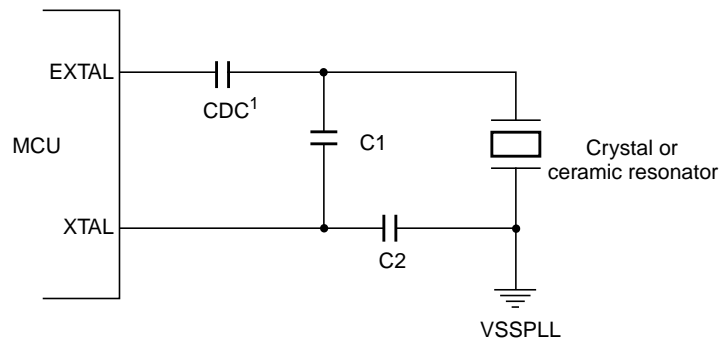 EXTAL
CDC¹
MCU
C1
Crystal or
ceramic resonator
XTAL
C2
VSSPLL